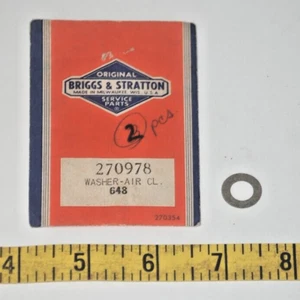 ORIGINAL
BRIGGS & STRATTON
MADE IN MILWAUKEE, WIS., U.S.A.
SERVICE
PARTS
2 pcs
270978
WASHER-AIR CL.
648
270354
4 5 6 7 8